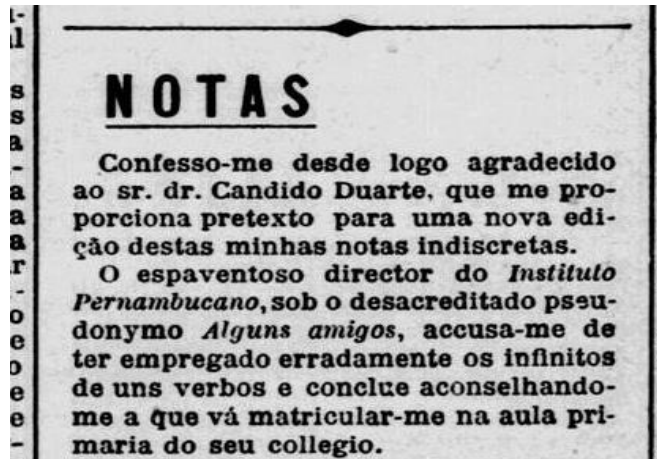 NOTAS
Confesso-me desde logo agradecido
ao sr. dr. Candido Duarte, que me pro-
porciona pretexto para uma nova edi-
ção destas minhas notas indiscretas.
O espaventoso director do Instituto
Pernambucano, sob o desacreditado pseu-
donymo Alguns amigos, accusa-me de
ter empregado erradamente os infinitos
de uns verbos e conclue aconselhando-
me a que vá matricular-me na aula pri-
maria do seu collegio.